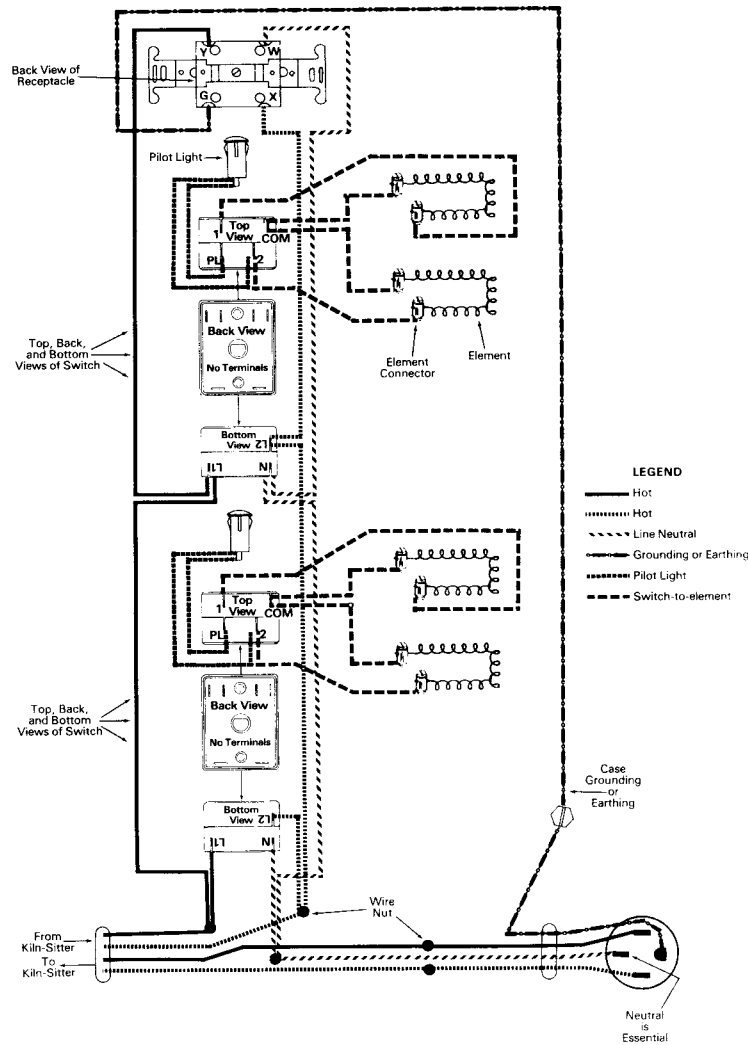 Back View of
Receptacle
Y
W
G
X
Pilot Light
1
Top
View
COM
PL
2
Back View
No Terminals
Top, Back,
and Bottom
Views of Switch
Element
Connector
Element
Bottom
View
L2
L1
N
LEGEND
Hot
Hot
Line Neutral
Grounding or Earthing
Pilot Light
Switch-to-element
1
Top
View
COM
PL
2
Back View
No Terminals
Top, Back,
and Bottom
Views of Switch
Case
Grounding
or
Earthing
Bottom
View
L2
L1
N
Wire
Nut
From
Kiln-Sitter
To
Kiln-Sitter
Neutral
is
Essential